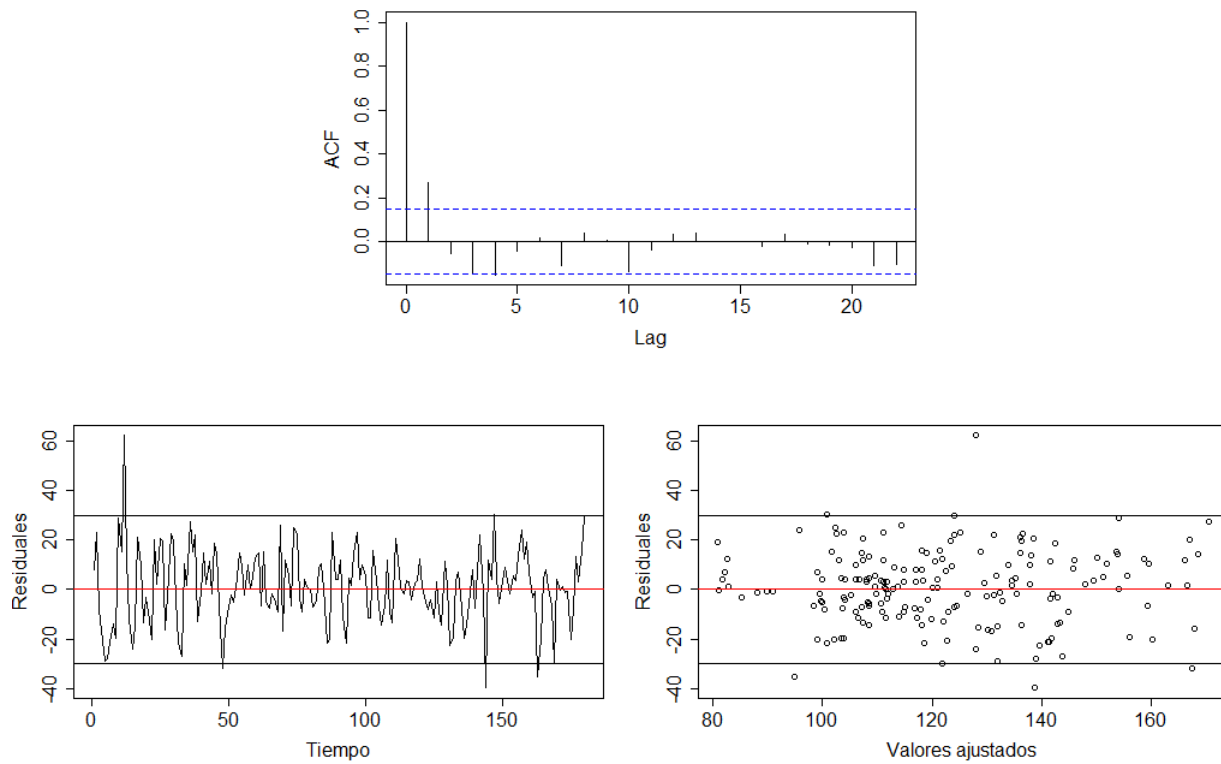 ACF
0.0 0.2 0.4 0.6 0.8 1.0
0 5 10 15 20
Lag
Residuales
-40 -20 0 20 40 60
0 50 100 150
Tiempo
Residuales
-40 -20 0 20 40 60
80 100 120 140 160
Valores ajustados